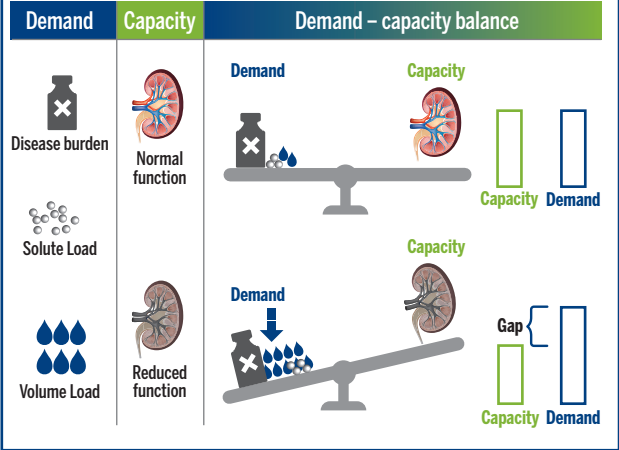 Demand
Capacity
Demand – capacity balance
Disease burden
Solute Load
Volume Load
Normal
function
Reduced
function
Demand
Capacity
Capacity Demand
Capacity
Demand
Gap
Capacity Demand